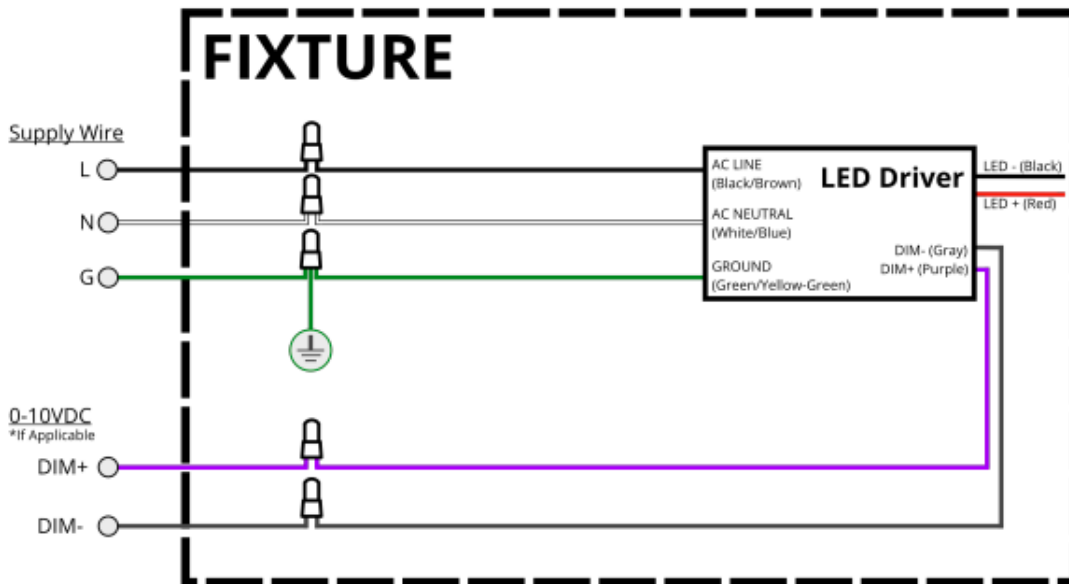 FIXTURE
Supply Wire
L
N
G
AC LINE
(Black/Brown)
LED Driver
AC NEUTRAL
(White/Blue)
GROUND
(Green/Yellow-Green)
DIM- (Gray)
DIM+ (Purple)
LED - (Black)
LED + (Red)
0-10VDC
*If Applicable
DIM+
DIM-